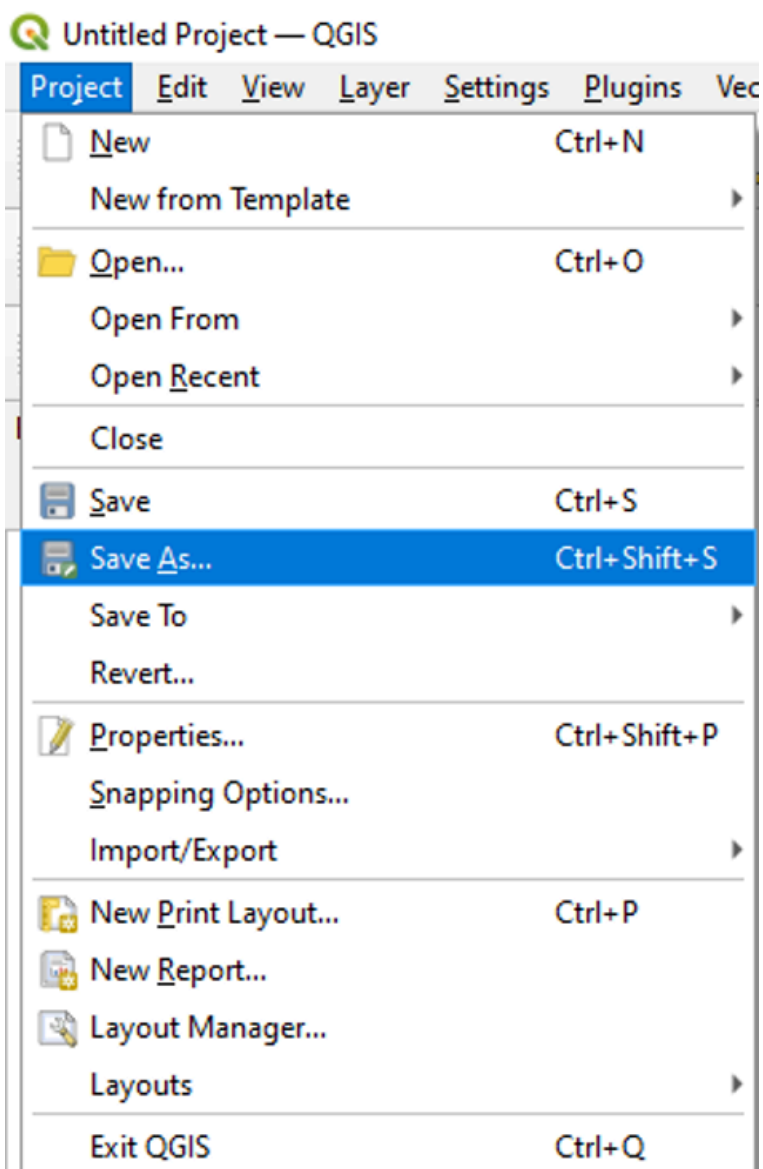 Untitled Project — QGIS
Project Edit View Layer Settings Plugins Vec
New Ctrl+N
New from Template
Open... Ctrl+O
Open From
Open Recent
Close
Save Ctrl+S
Save As... Ctrl+Shift+S
Save To
Revert...
Properties... Ctrl+Shift+P
Snapping Options...
Import/Export
New Print Layout... Ctrl+P
New Report...
Layout Manager...
Layouts
Exit QGIS Ctrl+Q